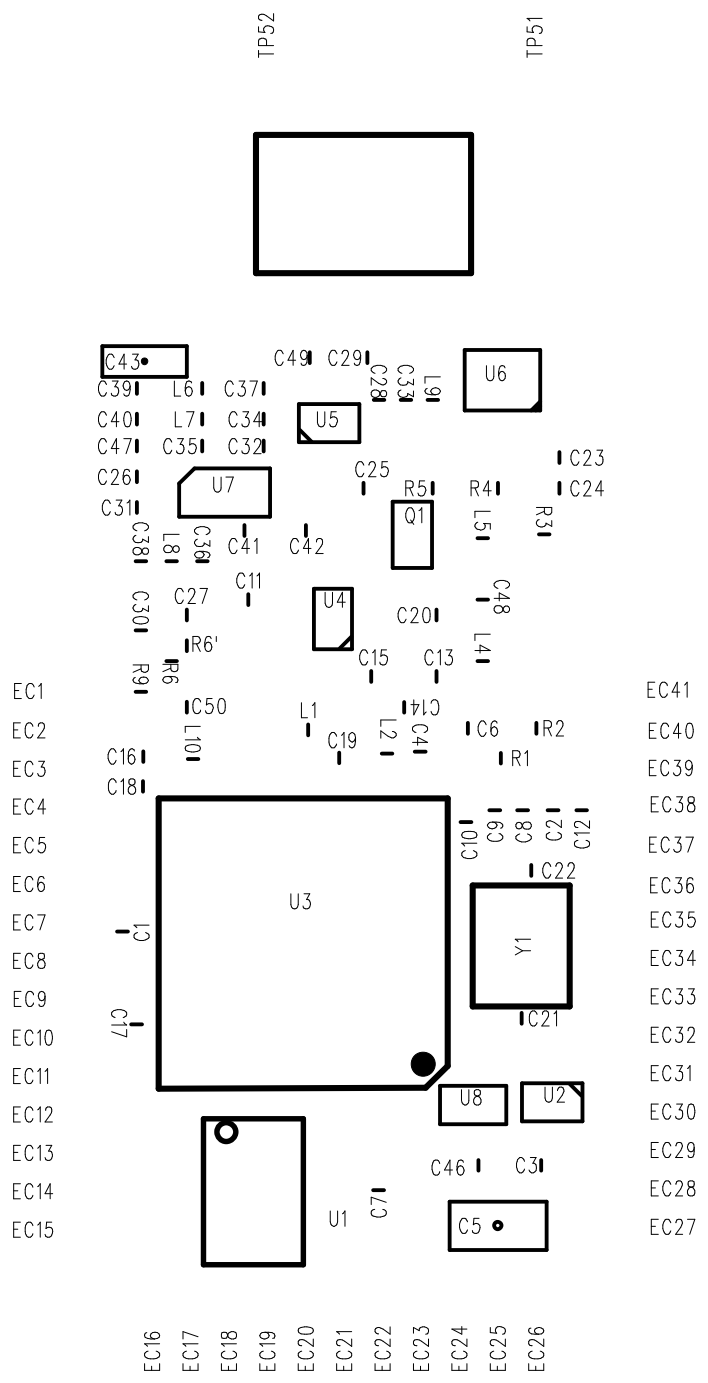 TP52 TP51
C43 C49 C29 U6
C39 L6 C37 C28 C33 L9
C40 L7 C34 U5
C47 C35 C32 C23
C26 U7 C25 R5 R4 C24
C31 Q1 L5 R3
C38 L8 C36 C41 C42
C30 C27 C11 U4 C20 C48
R6' L4
R9 R6 C15 C13
EC1 EC41
C50 L1 C14
EC2 L10 C19 L2 C4 C6 R2 EC40
C16 R1
EC3 EC39
C18
EC4 EC38
C10 C9 C8 C2 C12
EC5 EC37
C22
EC6 EC36
U3
EC7 C1 EC35
Y1
EC8 EC34
EC9 EC33
C17 C21
EC10 EC32
EC11 EC31
U8 U2
EC12 EC30
EC13 EC29
C46 C3
EC14 C7 EC28
U1 C5
EC15 EC27
EC16 EC17 EC18 EC19 EC20 EC21 EC22 EC23 EC24 EC25 EC26